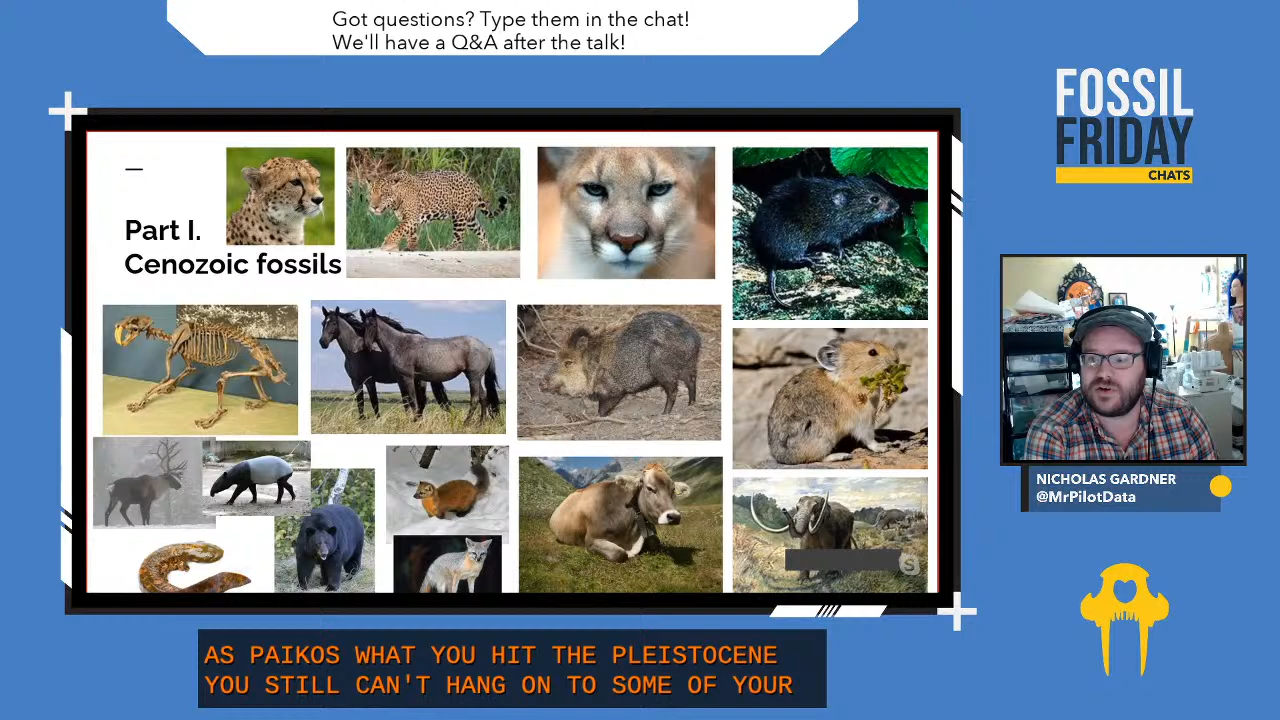 Got questions? Type them in the chat!
We'll have a Q&A after the talk!
FOSSIL
FRIDAY
CHATS
Part I.
Cenozoic fossils
NICHOLAS GARDNER
@MrPilotData
S
AS PAIKOS WHAT YOU HIT THE PLEISTOCENE
YOU STILL CAN'T HANG ON TO SOME OF YOUR